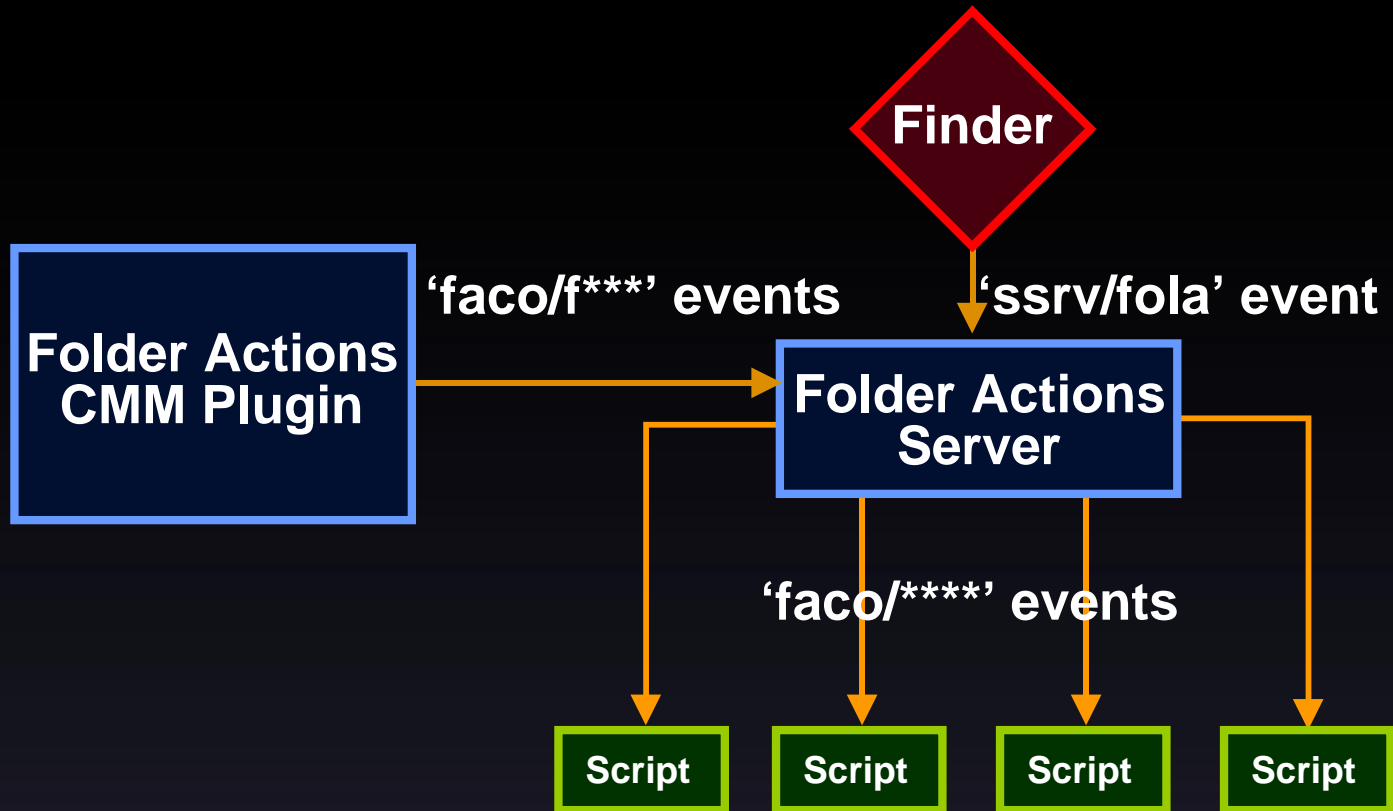 Finder
‘faco/f***’ events
‘ssrv/fola’ event
Folder Actions
CMM Plugin
Folder Actions
Server
‘faco/****’ events
Script
Script
Script
Script